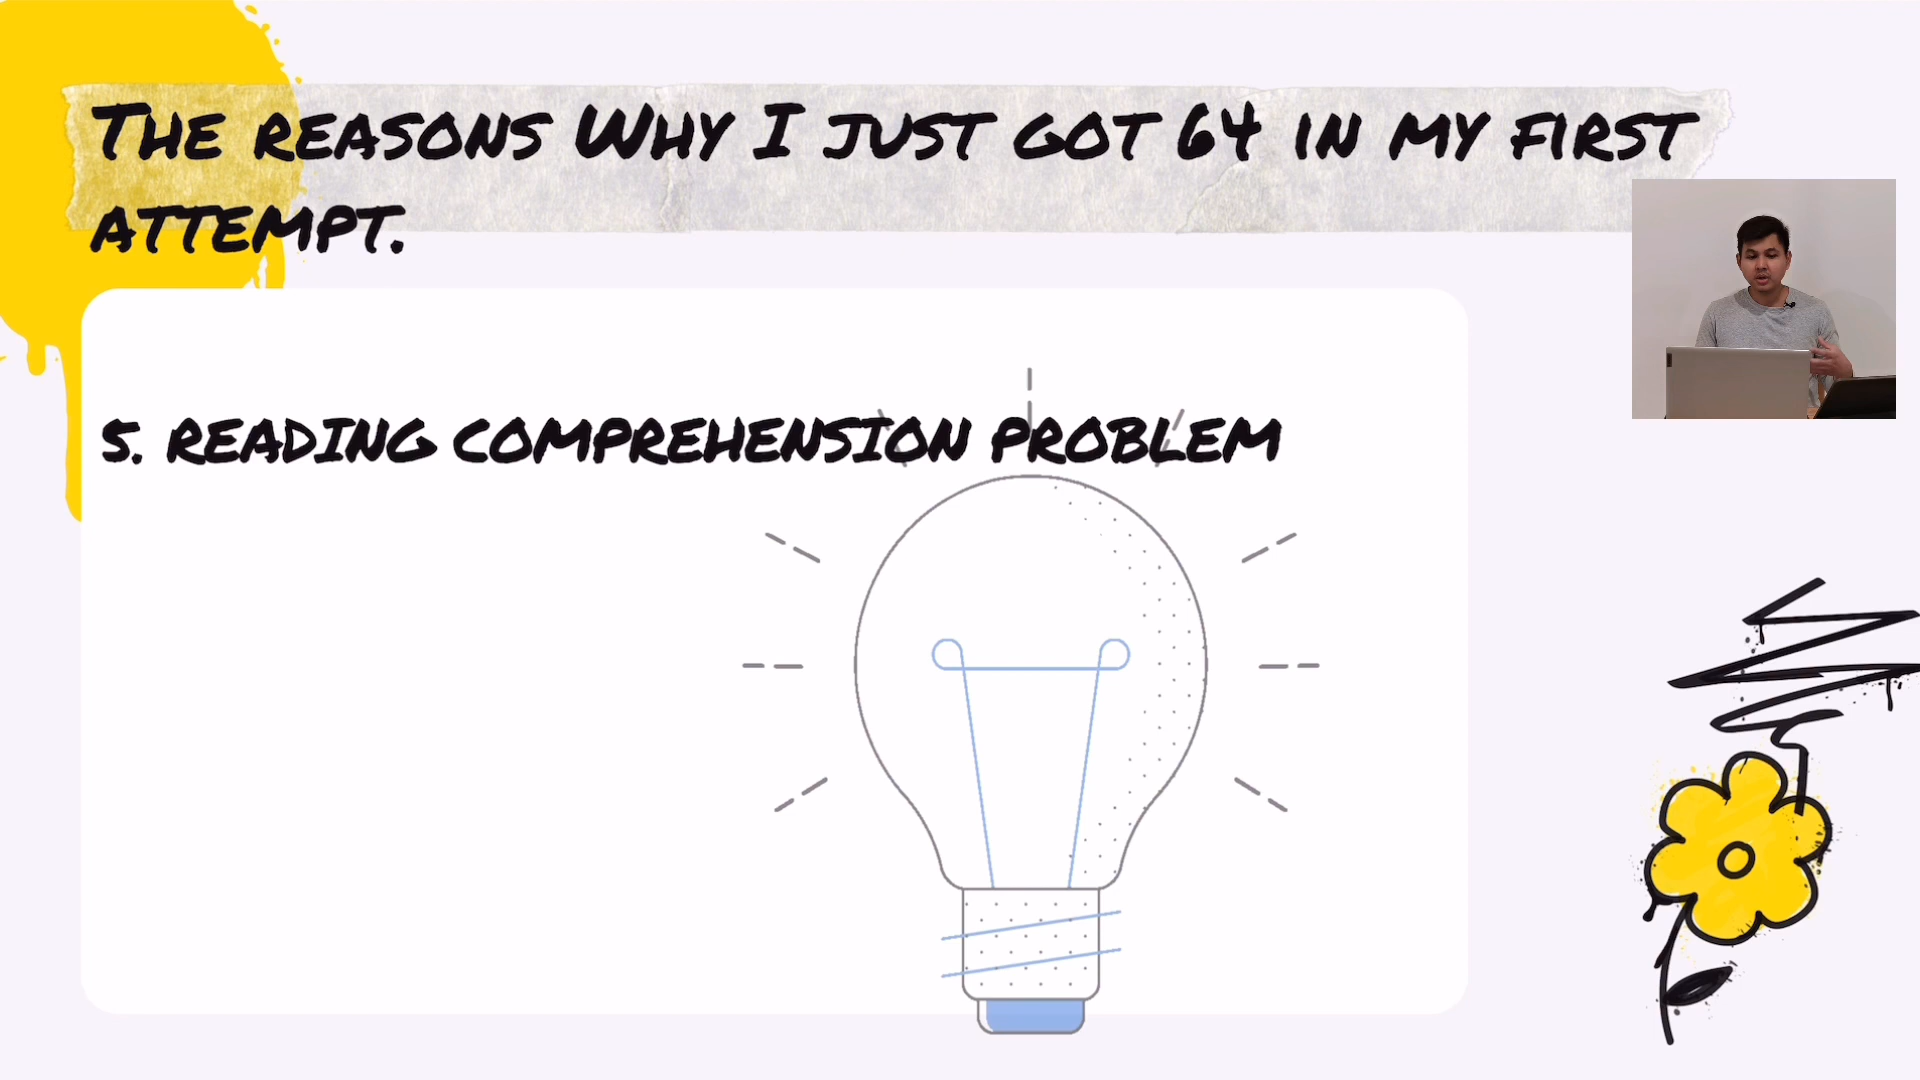 The reasons Why I just got 64 in my first
attempt.
5. READING COMPREHENSION PROBLEM